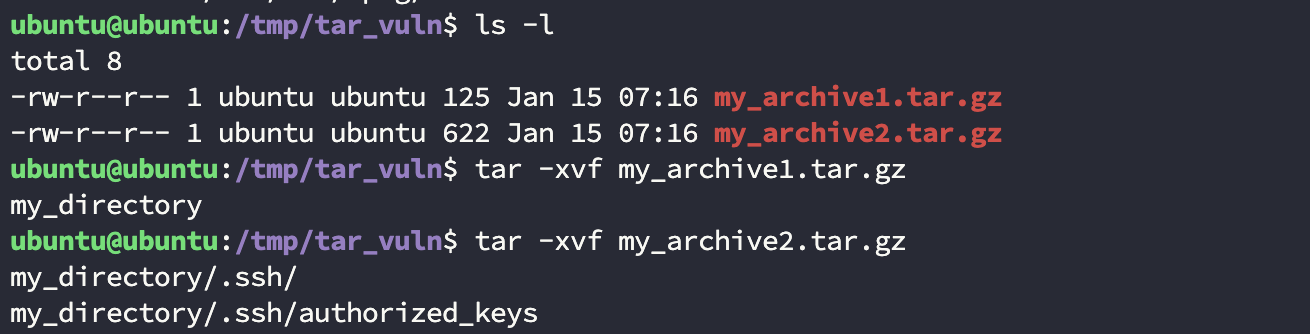 ubuntu@ubuntu:/tmp/tar_vuln$ ls -l
total 8
-rw-r--r-- 1 ubuntu ubuntu 125 Jan 15 07:16 my_archive1.tar.gz
-rw-r--r-- 1 ubuntu ubuntu 622 Jan 15 07:16 my_archive2.tar.gz
ubuntu@ubuntu:/tmp/tar_vuln$ tar -xvf my_archive1.tar.gz
my_directory
ubuntu@ubuntu:/tmp/tar_vuln$ tar -xvf my_archive2.tar.gz
my_directory/.ssh/
my_directory/.ssh/authorized_keys